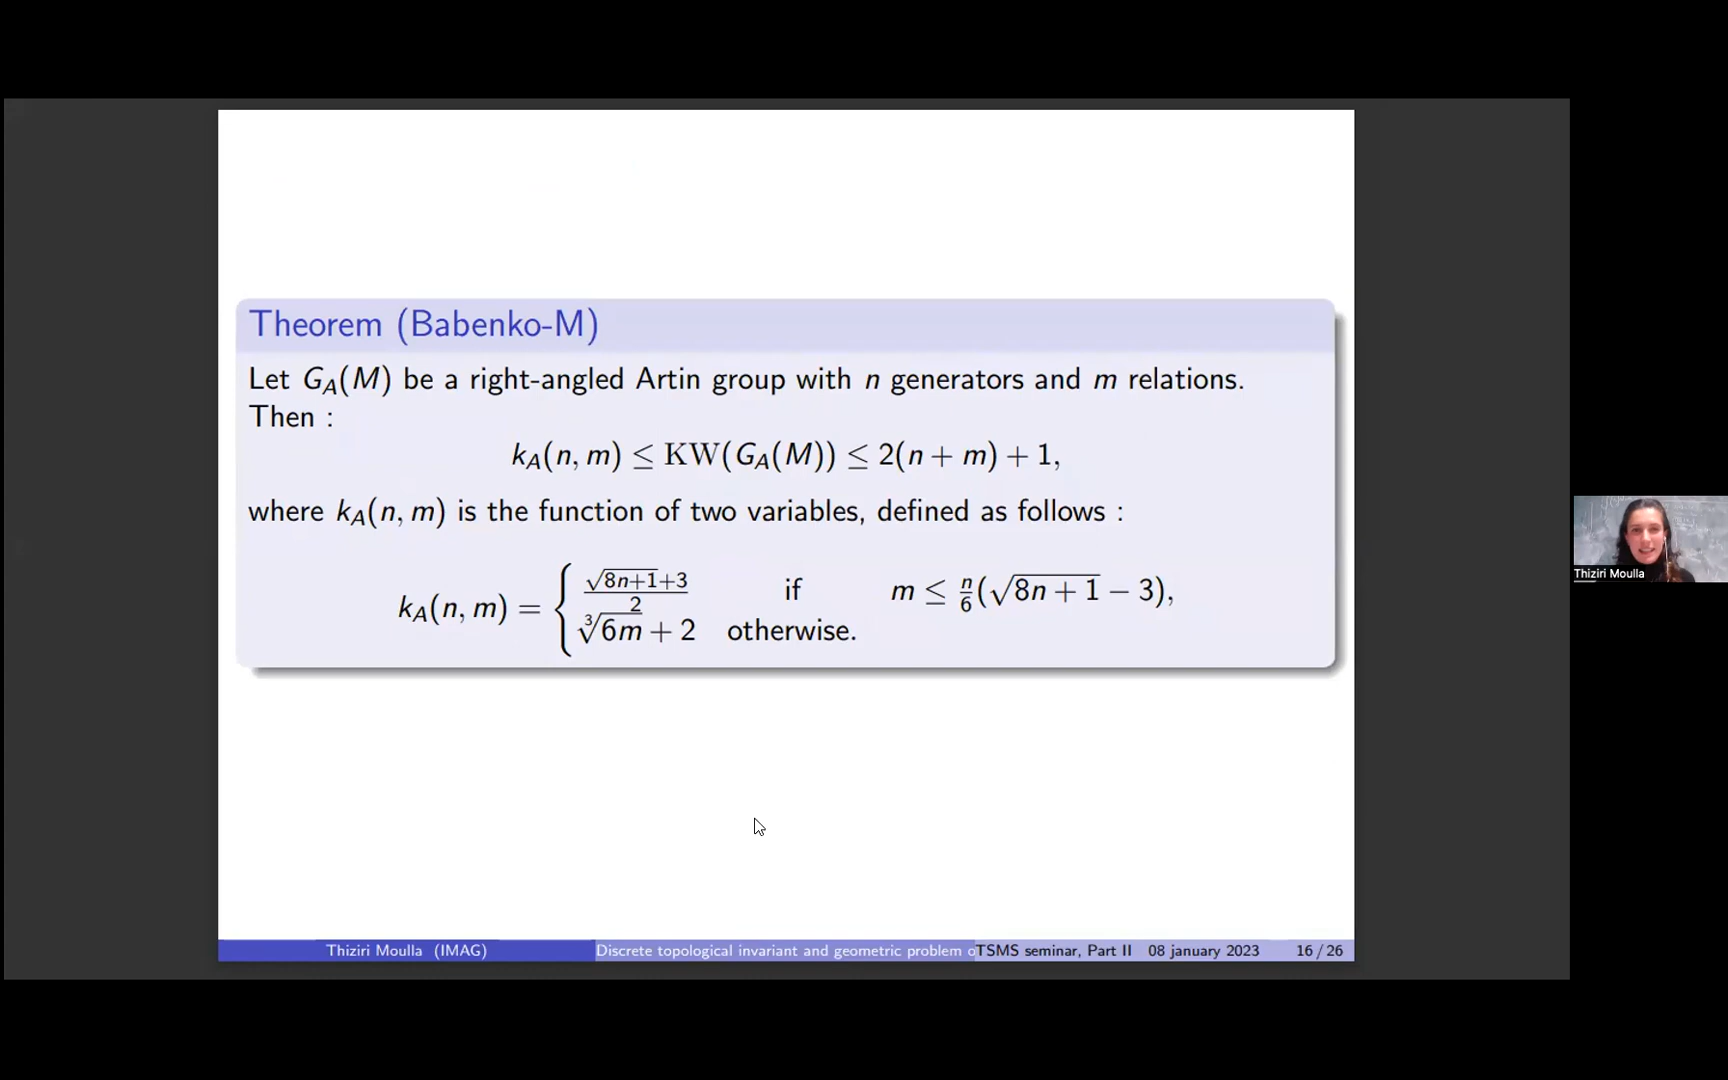 Theorem (Babenko-M)
Let G_A(M) be a right-angled Artin group with n generators and m relations.
Then :
k_A(n, m) ≤ KW(G_A(M)) ≤ 2(n + m) + 1,
where k_A(n, m) is the function of two variables, defined as follows :
k_A(n, m) = { (√(8n+1)+3)/2 if m ≤ n/6(√(8n + 1) − 3),
∛(6m) + 2 otherwise.
Thiziri Moulla
Thiziri Moulla (IMAG) Discrete topological invariant and geometric problem o TSMS seminar, Part II 08 january 2023 16 / 26